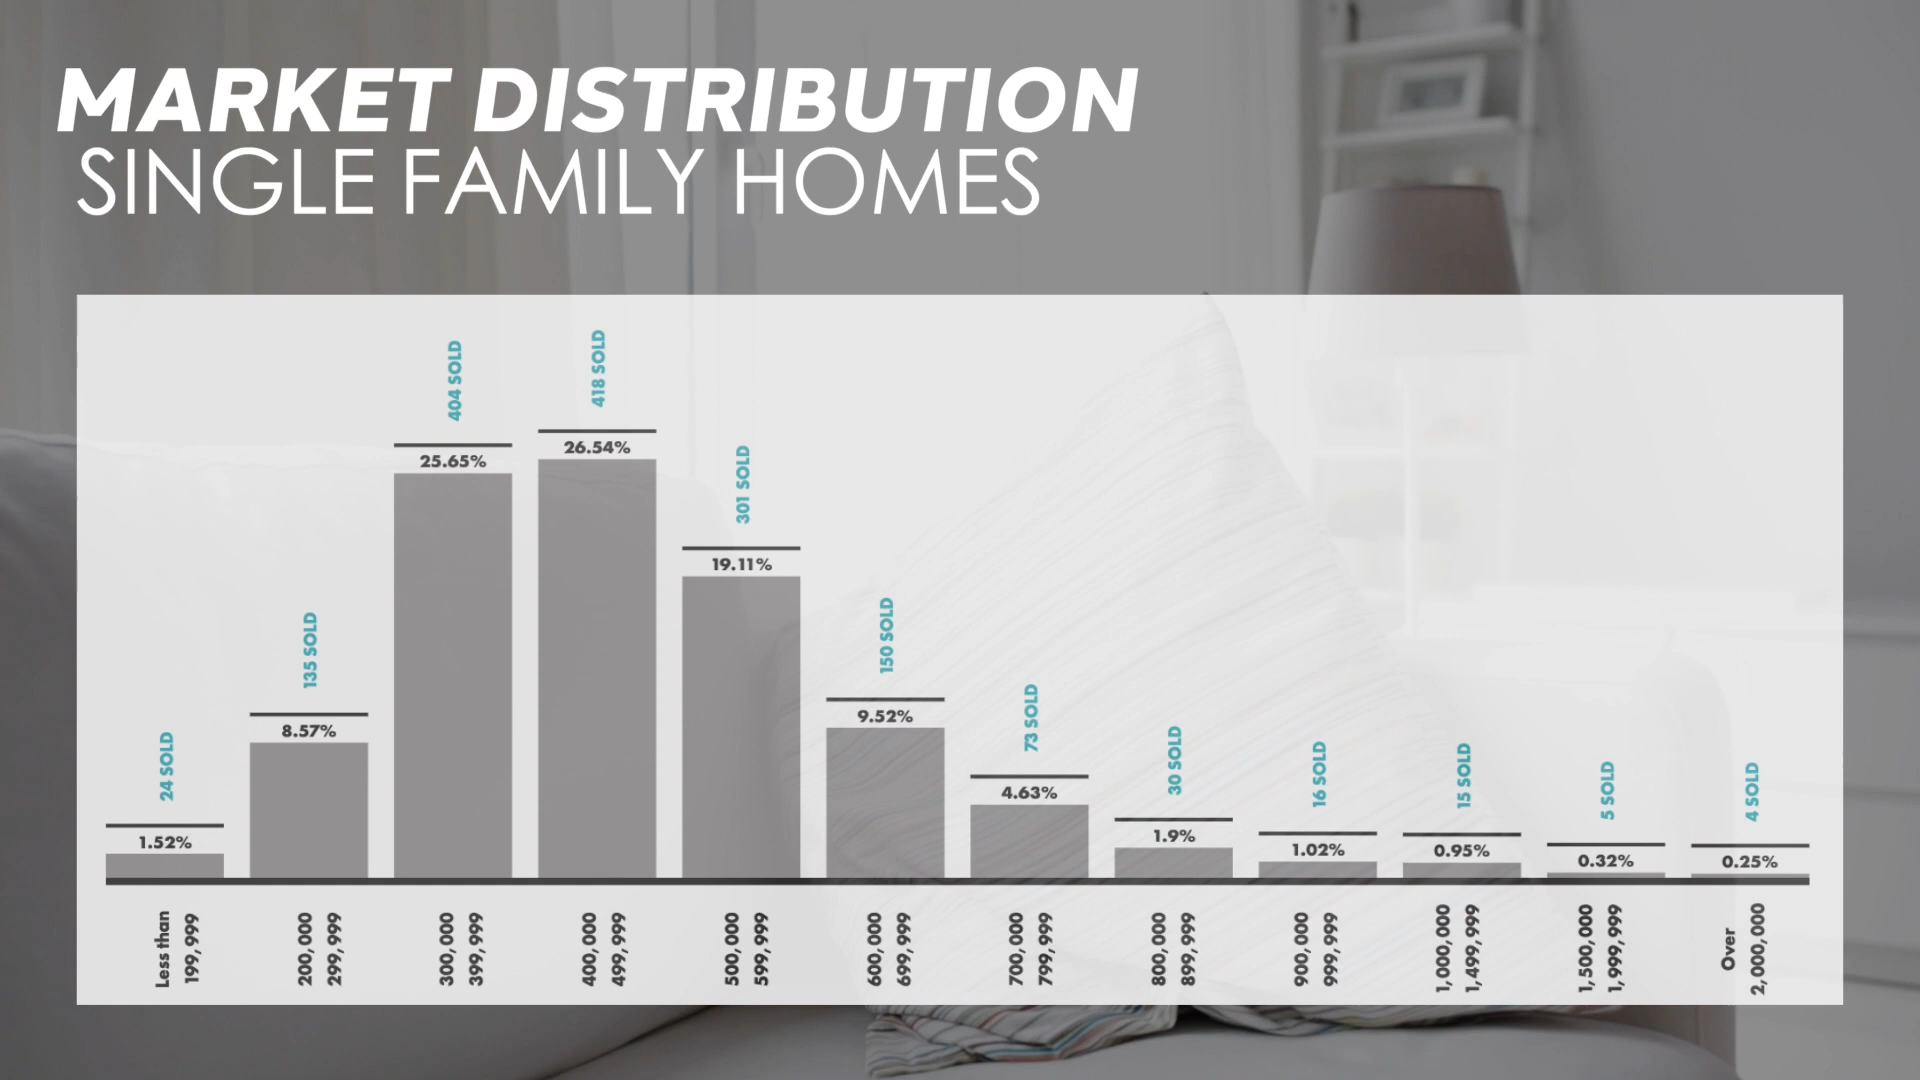 MARKET DISTRIBUTION
SINGLE FAMILY HOMES
24 SOLD
1.52%
Less than
199,999
135 SOLD
8.57%
200,000
299,999
404 SOLD
25.65%
300,000
399,999
418 SOLD
26.54%
400,000
499,999
301 SOLD
19.11%
500,000
599,999
150 SOLD
9.52%
600,000
699,999
73 SOLD
4.63%
700,000
799,999
30 SOLD
1.9%
800,000
899,999
16 SOLD
1.02%
900,000
999,999
15 SOLD
0.95%
1,000,000
1,499,999
5 SOLD
0.32%
1,500,000
1,999,999
4 SOLD
0.25%
Over
2,000,000